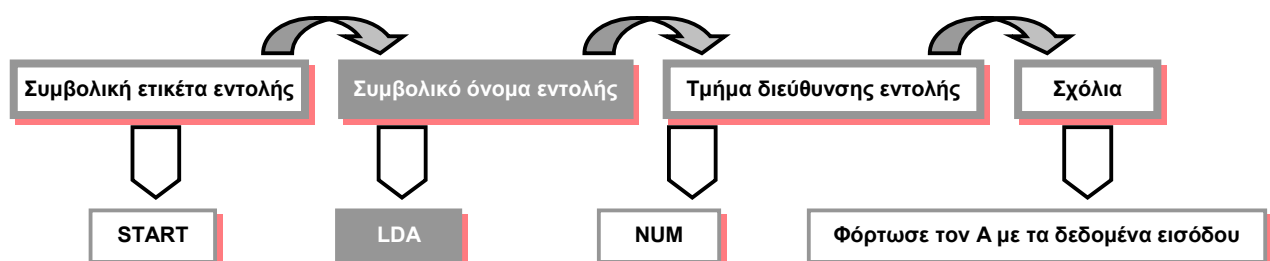 Συμβολική ετικέτα εντολής
Συμβολικό όνομα εντολής
Τμήμα διεύθυνσης εντολής
Σχόλια
START
LDA
NUM
Φόρτωσε τον Α με τα δεδομένα εισόδου